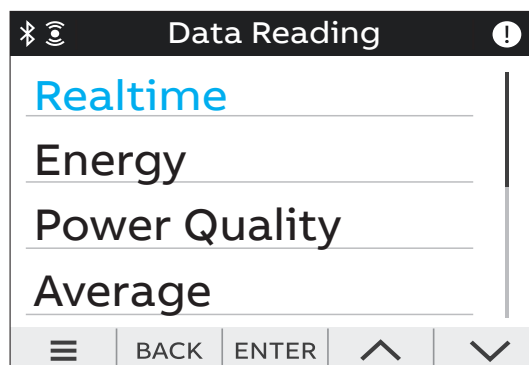 Data Reading
Realtime
Energy
Power Quality
Average
BACK ENTER